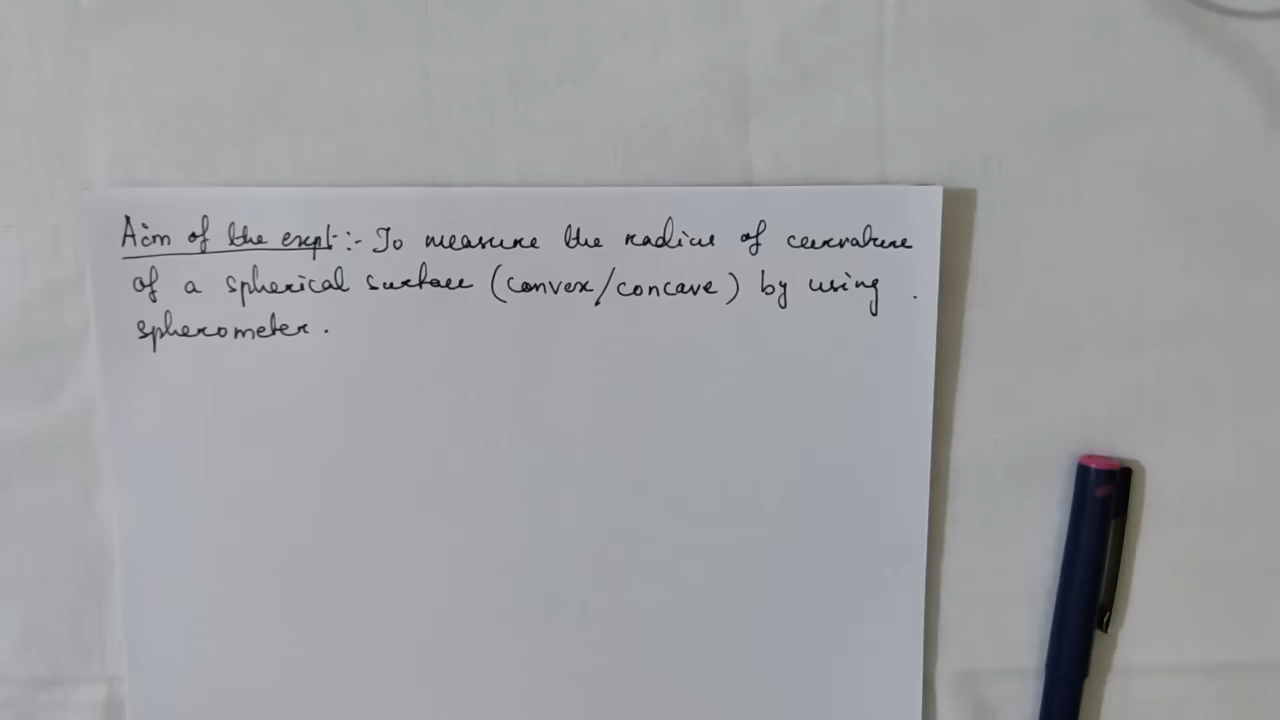 Aim of the expt:- To measure the radius of curvature
of a spherical surface (convex/concave) by using
spherometer.